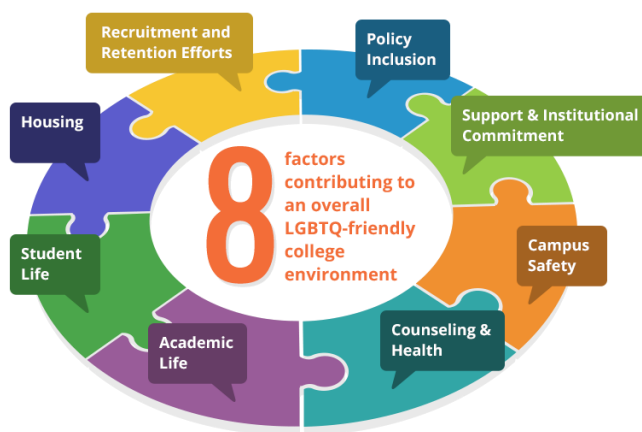 Recruitment and
Retention Efforts
Policy
Inclusion
Housing
Support & Institutional
Commitment
8
factors
contributing to
an overall
LGBTQ-friendly
college
environment
Student
Life
Campus
Safety
Academic
Life
Counseling &
Health